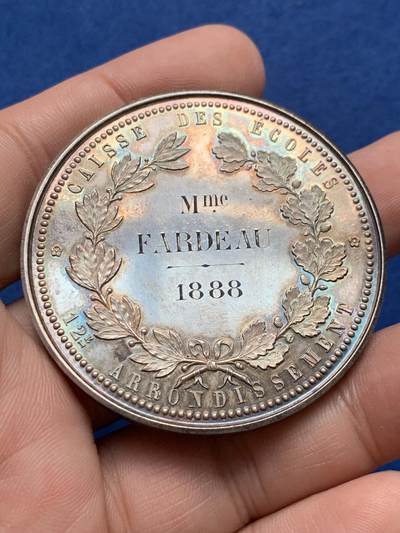 CAISSE DES ECOLES
Mme
FARDEAU
1888
12E ARRONDISSEMENT